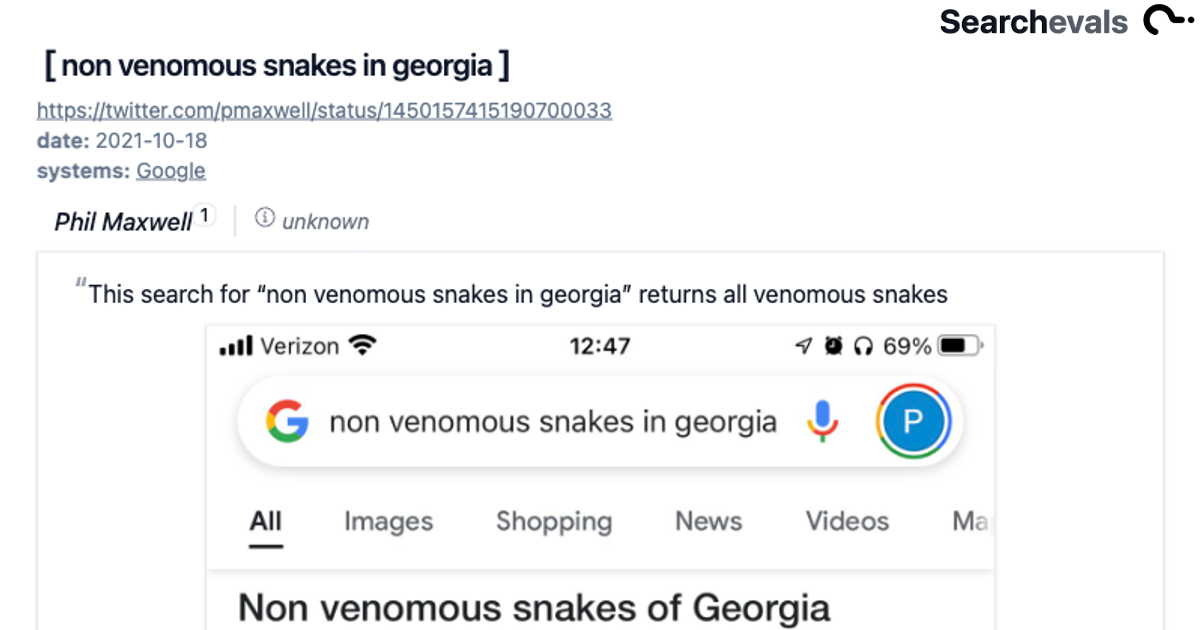 Searchevals
[ non venomous snakes in georgia ]
https://twitter.com/pmaxwell/status/1450157415190700033
date: 2021-10-18
systems: Google
Phil Maxwell 1 unknown
"This search for “non venomous snakes in georgia” returns all venomous snakes
Verizon 12:47 69%
non venomous snakes in georgia P
All Images Shopping News Videos Ma
Non venomous snakes of Georgia